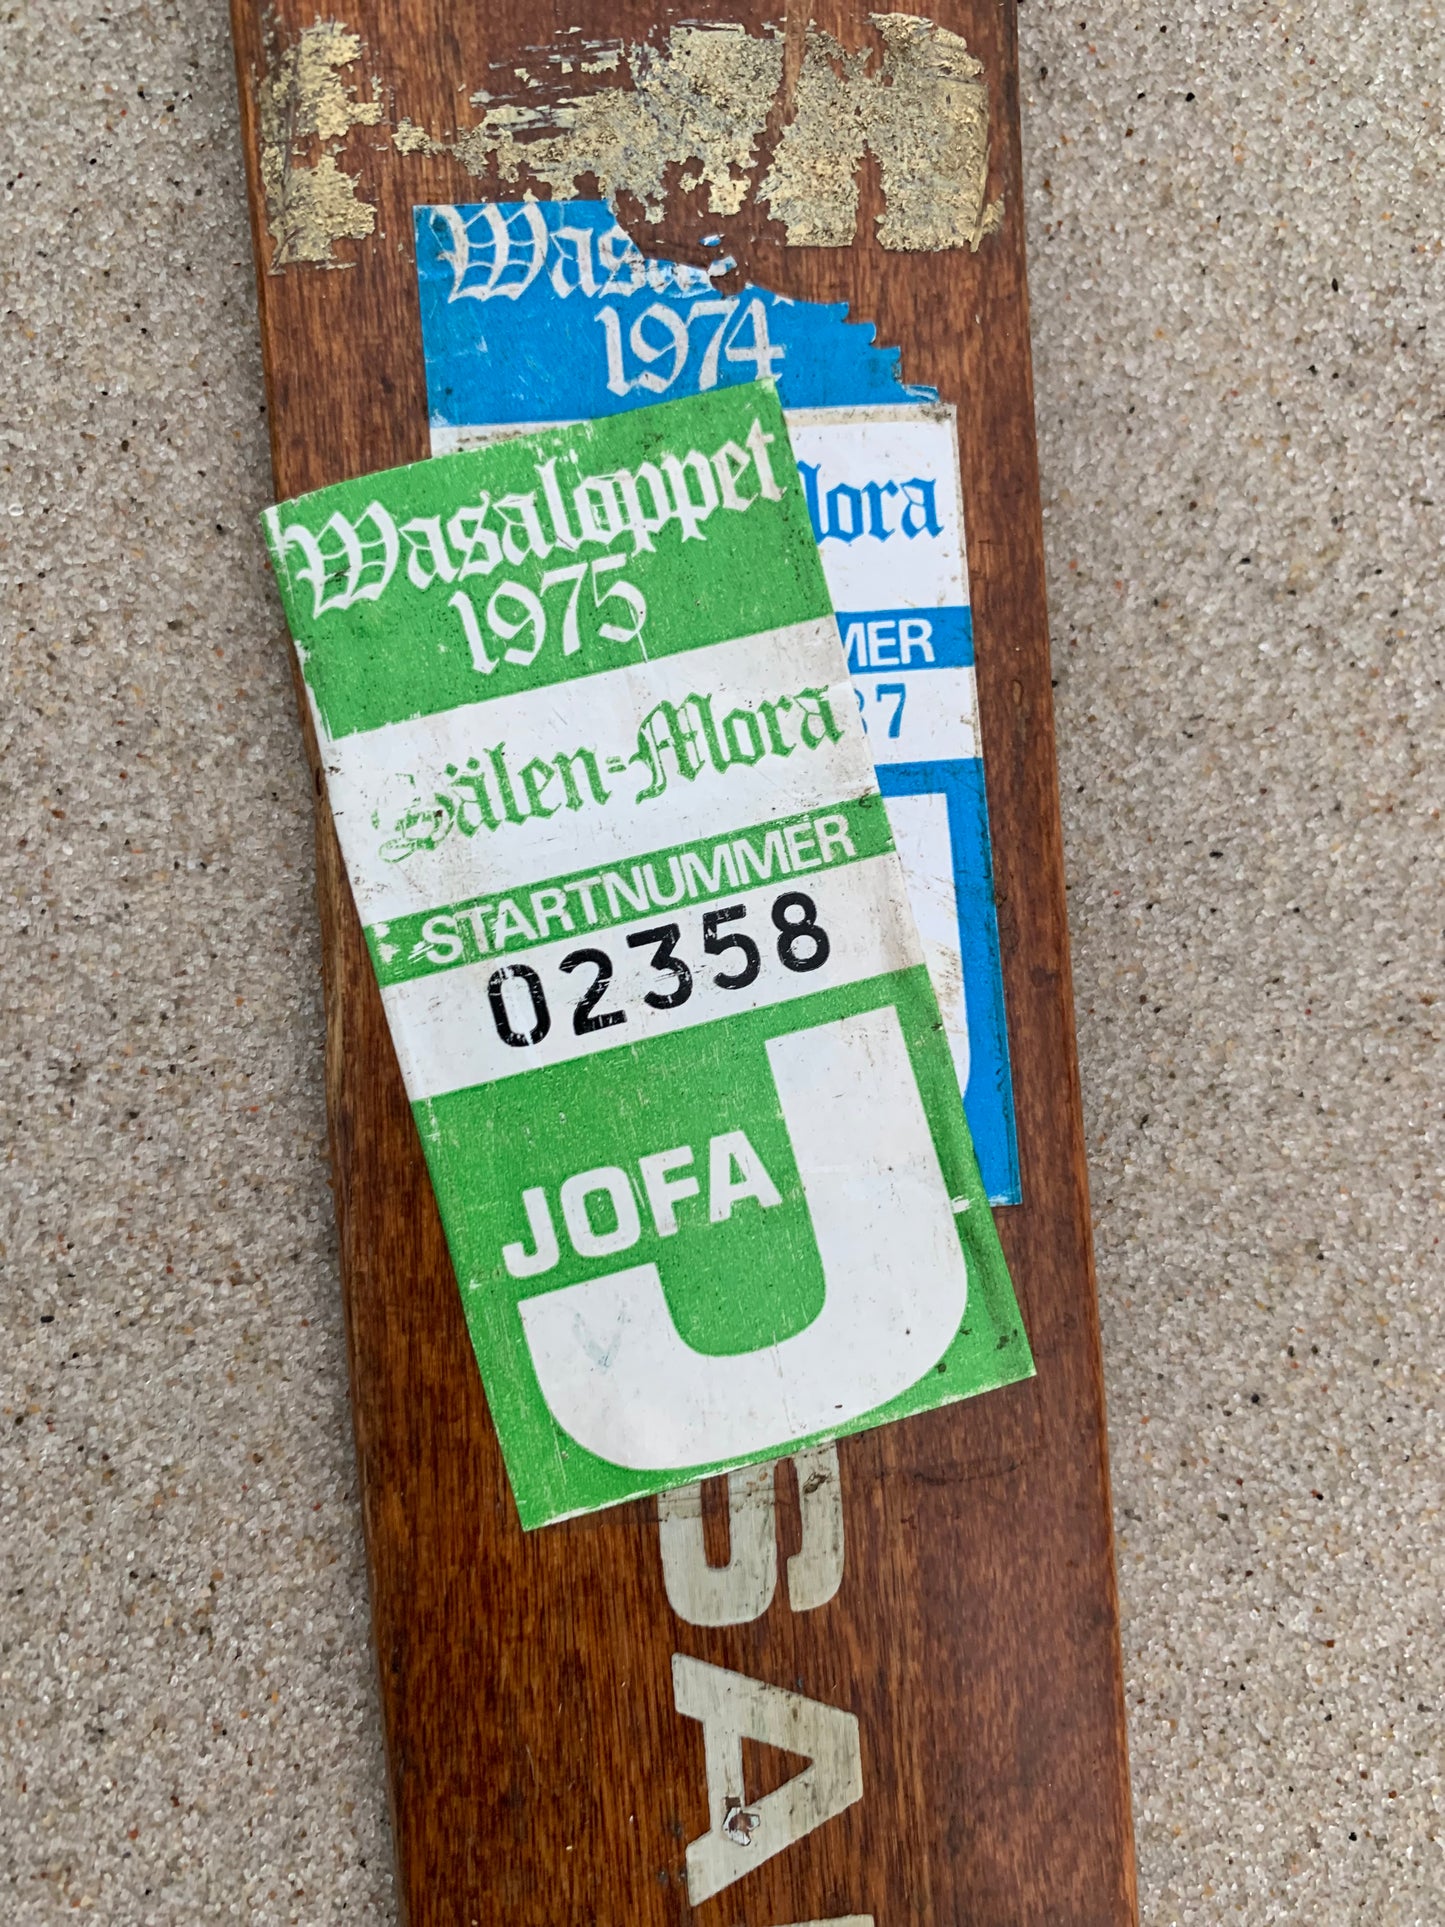 1974
Wasaloppet
1975
Sälen-Mora
STARTNUMMER
02358
JOFA